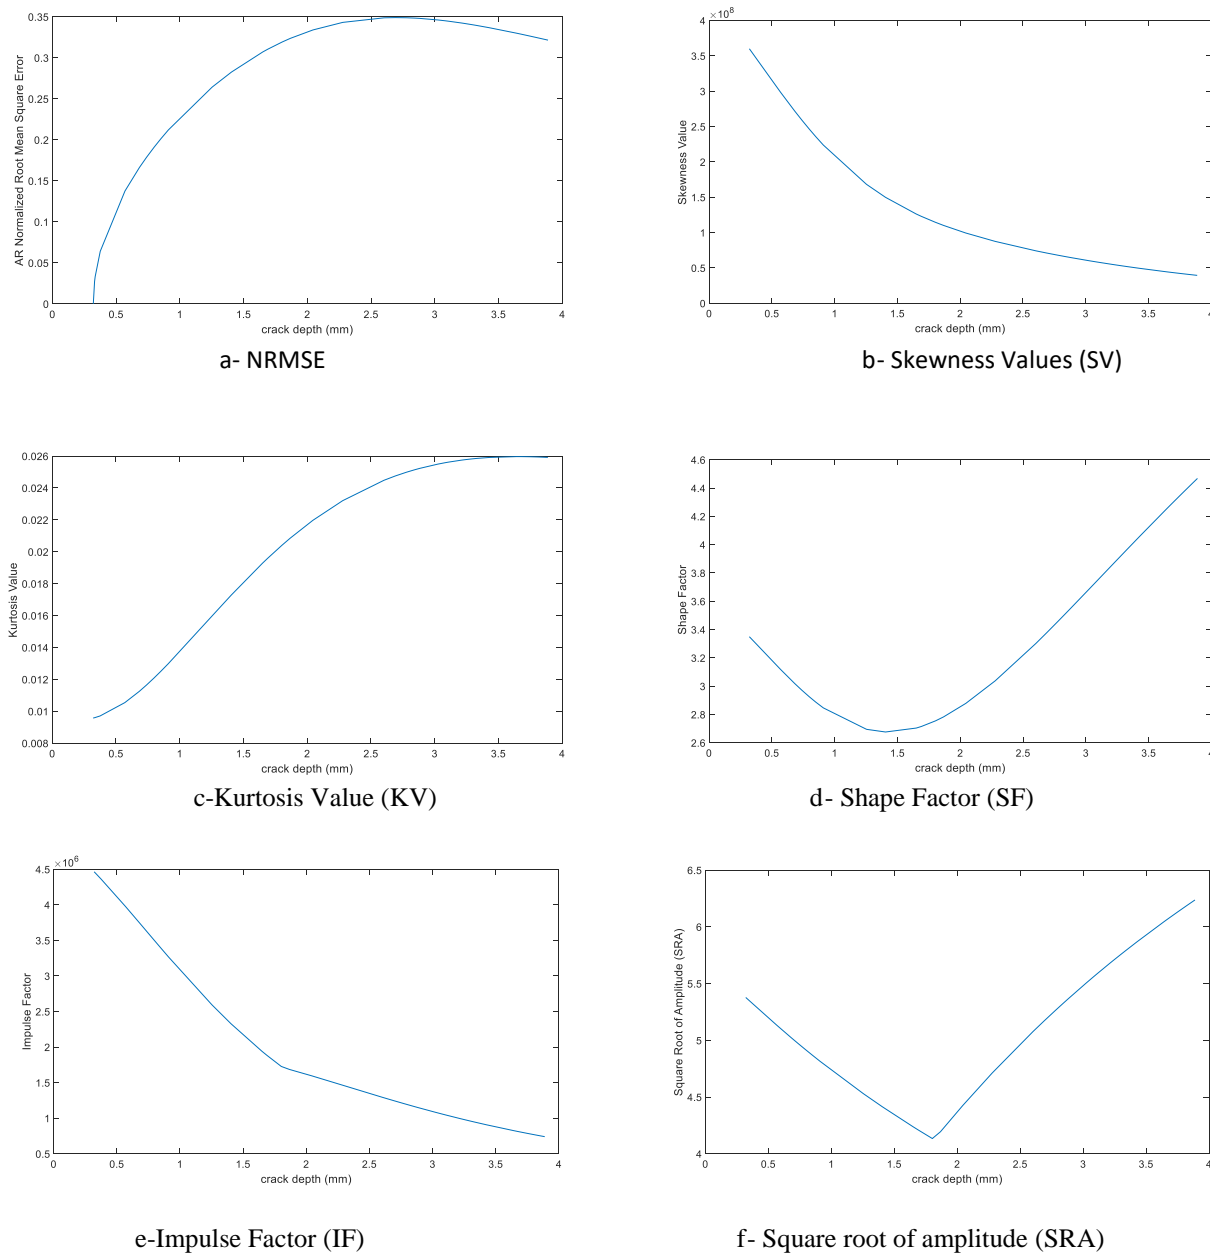 0.35
0.3
0.25
0.2
0.15
0.1
0.05
0
AR Normalized Root Mean Square Error
0 0.5 1 1.5 2 2.5 3 3.5 4
crack depth (mm)
a- NRMSE
×10⁸
4
3.5
3
2.5
2
1.5
1
0.5
0
Skewness Value
0 0.5 1 1.5 2 2.5 3 3.5 4
crack depth (mm)
b- Skewness Values (SV)
0.026
0.024
0.022
0.02
0.018
0.016
0.014
0.012
0.01
0.008
Kurtosis Value
0 0.5 1 1.5 2 2.5 3 3.5 4
crack depth (mm)
c-Kurtosis Value (KV)
4.6
4.4
4.2
4
3.8
3.6
3.4
3.2
3
2.8
2.6
Shape Factor
0 0.5 1 1.5 2 2.5 3 3.5 4
crack depth (mm)
d- Shape Factor (SF)
×10⁶
4.5
4
3.5
3
2.5
2
1.5
1
0.5
Impulse Factor
0 0.5 1 1.5 2 2.5 3 3.5 4
crack depth (mm)
e-Impulse Factor (IF)
6.5
6
5.5
5
4.5
4
Square Root of Amplitude (SRA)
0 0.5 1 1.5 2 2.5 3 3.5 4
crack depth (mm)
f- Square root of amplitude (SRA)